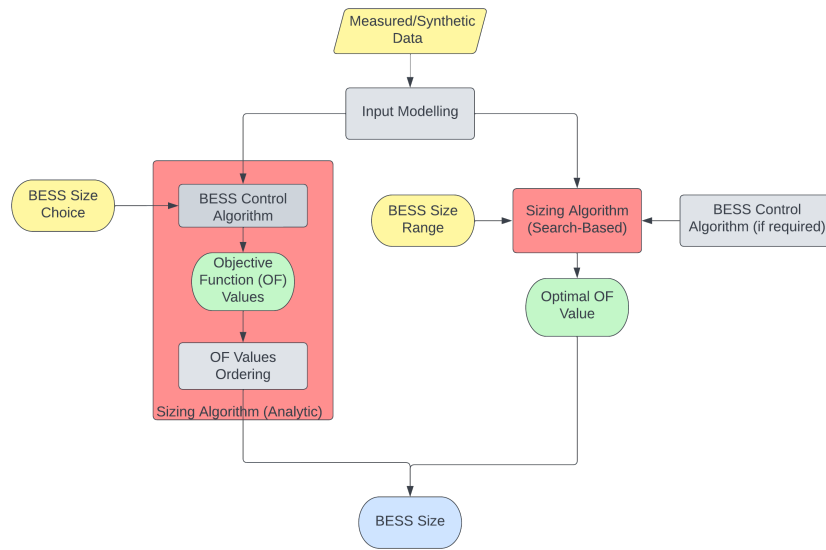 Measured/Synthetic
Data
Input Modelling
BESS Size
Choice
BESS Control
Algorithm
Objective
Function (OF)
Values
OF Values
Ordering
Sizing Algorithm (Analytic)
BESS Size
Range
Sizing Algorithm
(Search-Based)
BESS Control
Algorithm (if required)
Optimal OF
Value
BESS Size